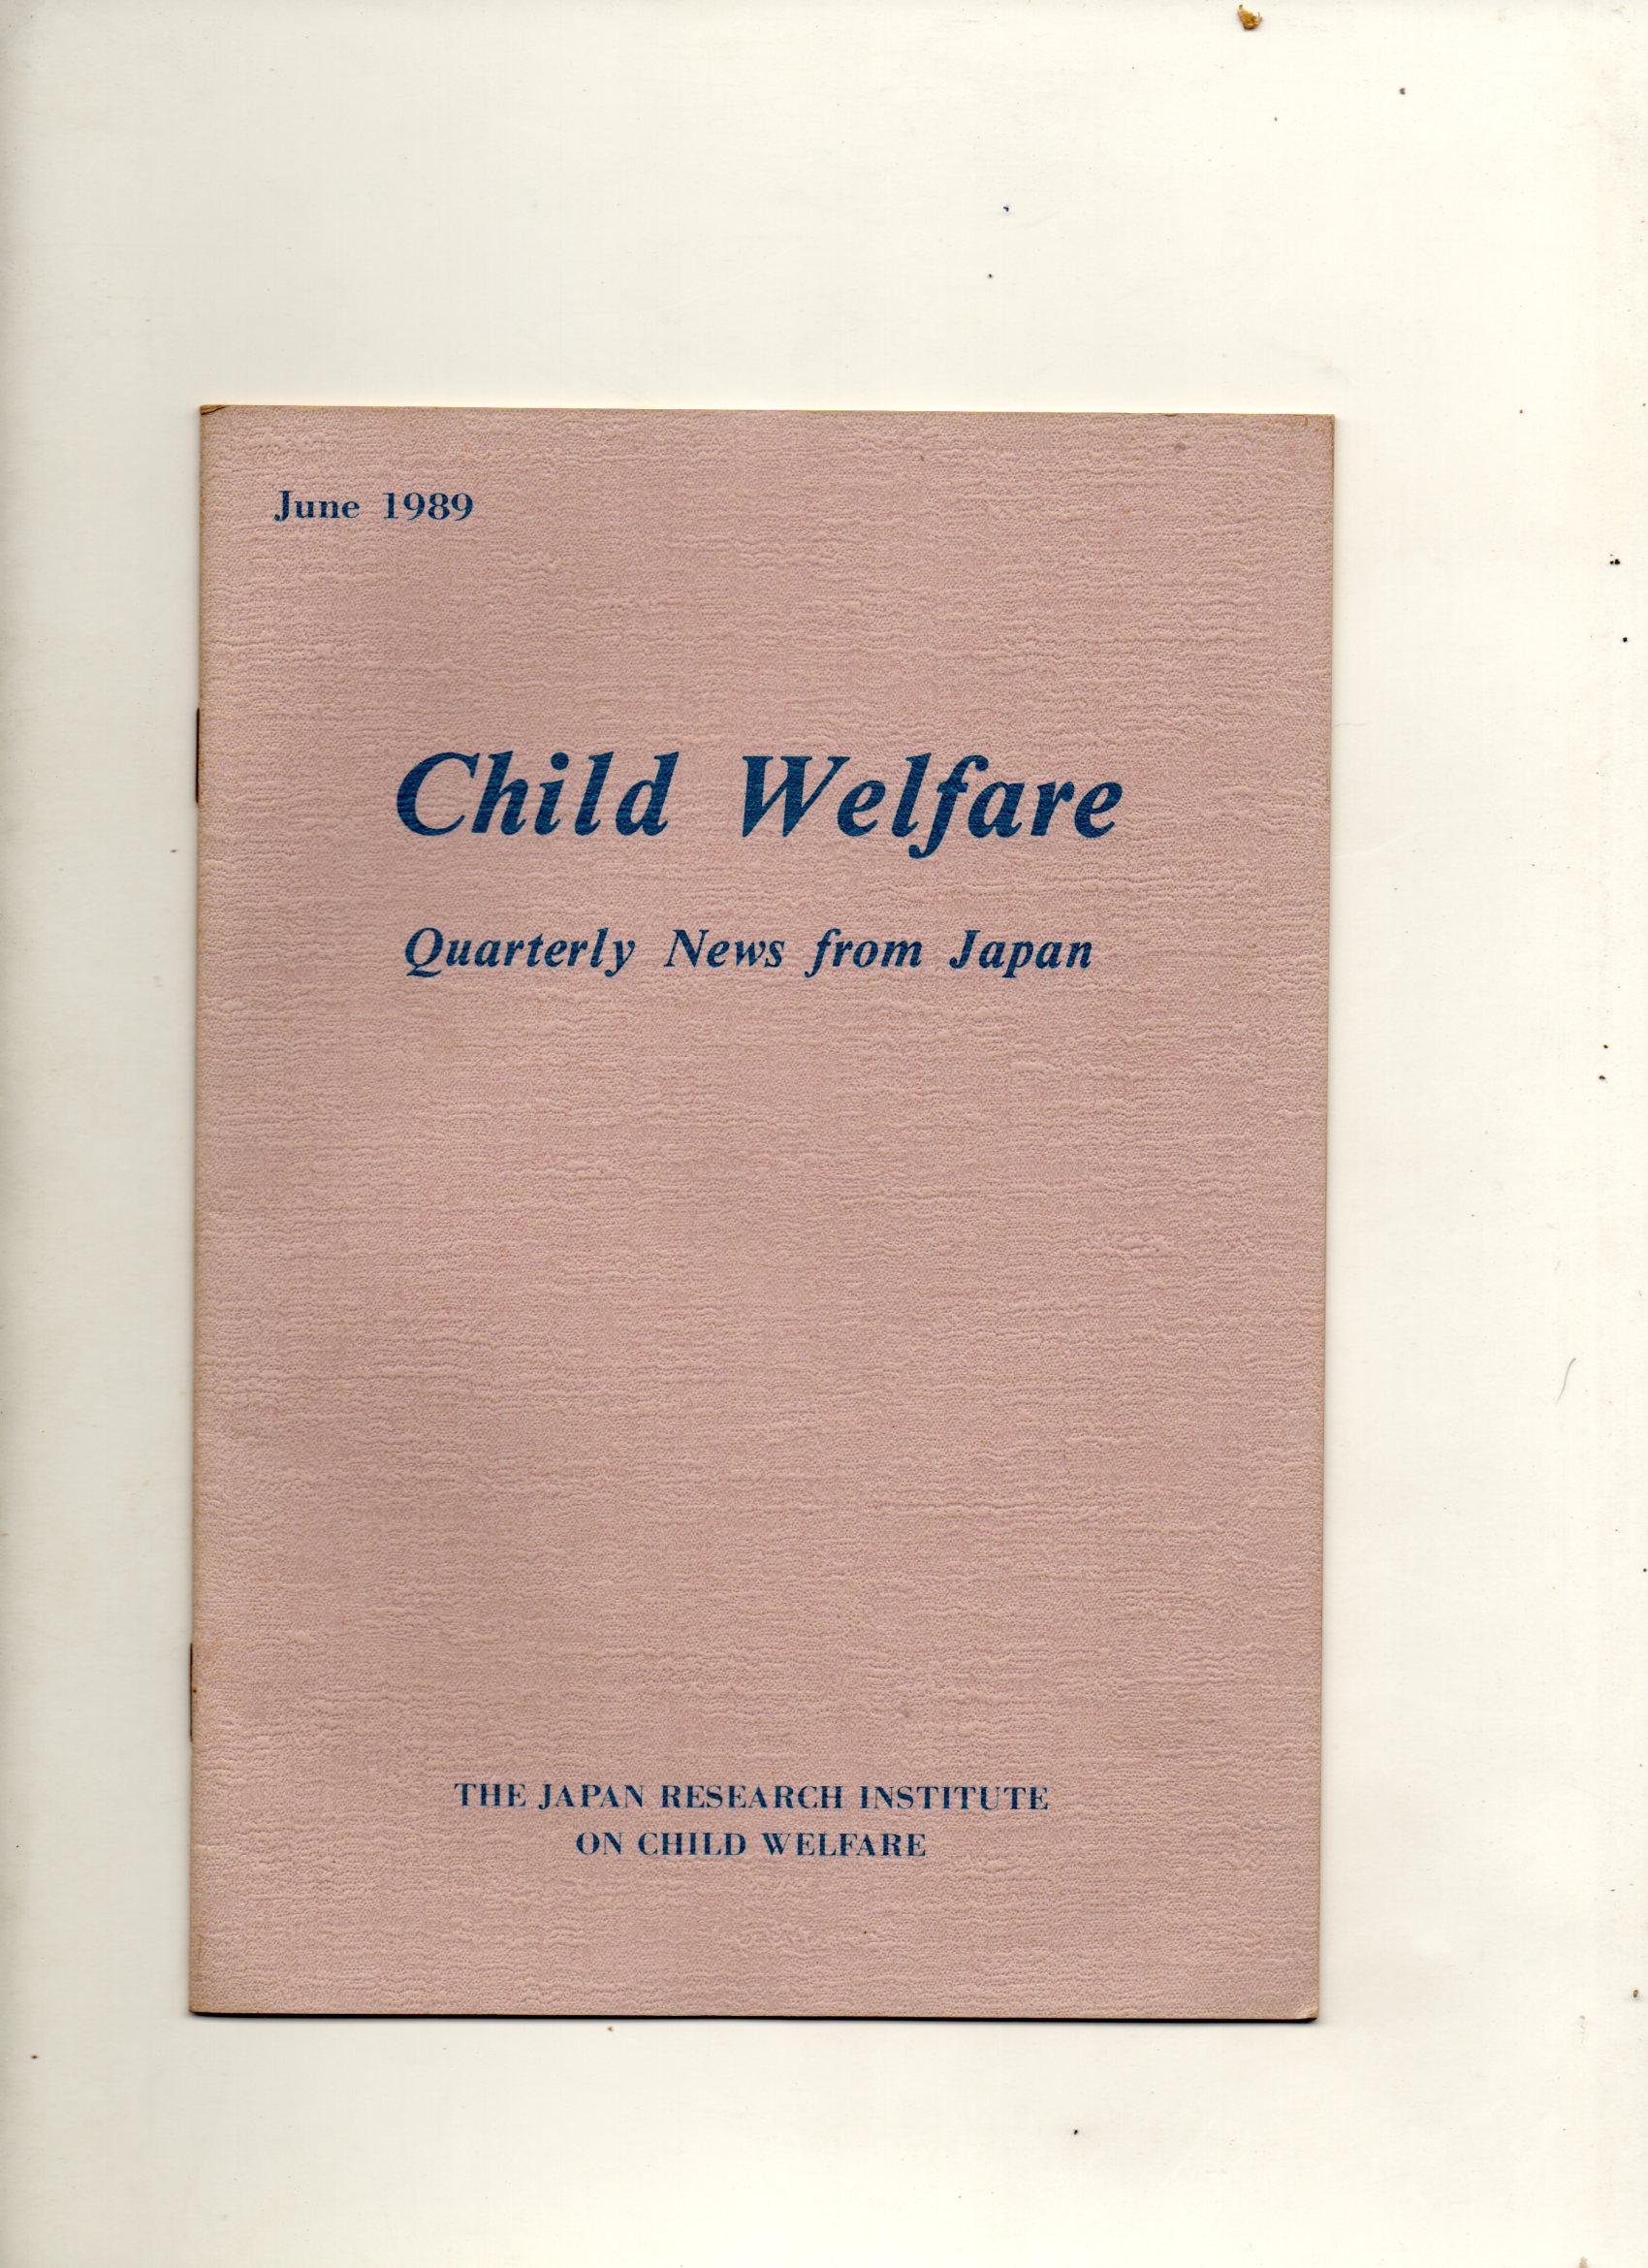 June 1989
Child Welfare
Quarterly News from Japan
THE JAPAN RESEARCH INSTITUTE
ON CHILD WELFARE